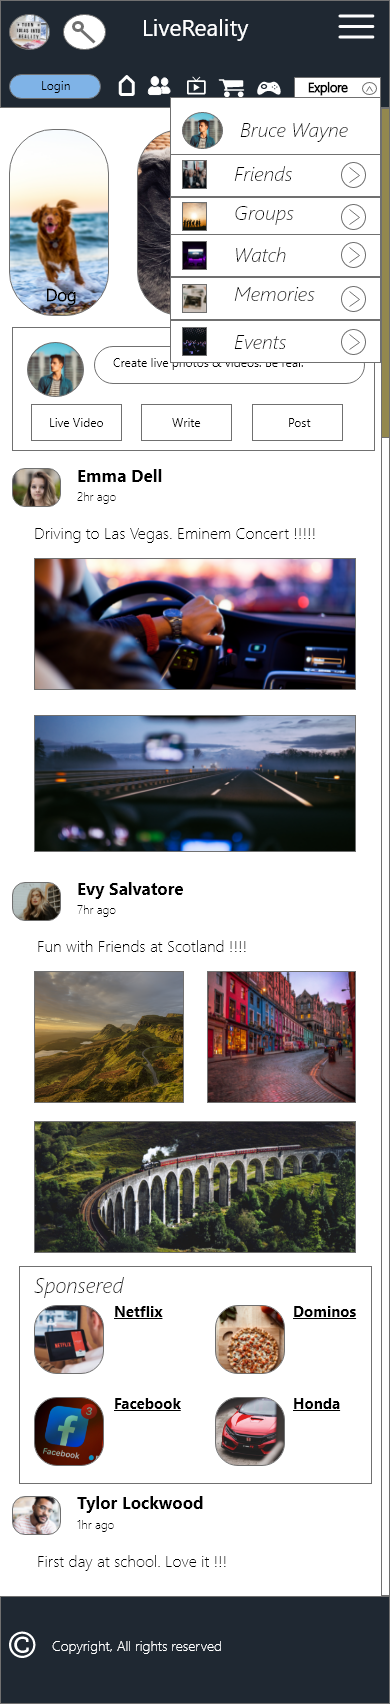 TURN
IDEAS INTO
REALITY
LiveReality
Login
Explore
Bruce Wayne
Friends
Groups
Watch
Memories
Events
Dog
Create live photos & videos. Be real.
Live Video
Write
Post
Emma Dell
2hr ago
Driving to Las Vegas. Eminem Concert !!!!!
Evy Salvatore
7hr ago
Fun with Friends at Scotland !!!!
Sponsered
Netflix
Dominos
NETFLIX
Facebook
Honda
3
Facebook
Tylor Lockwood
1hr ago
First day at school. Love it !!!
© Copyright, All rights reserved